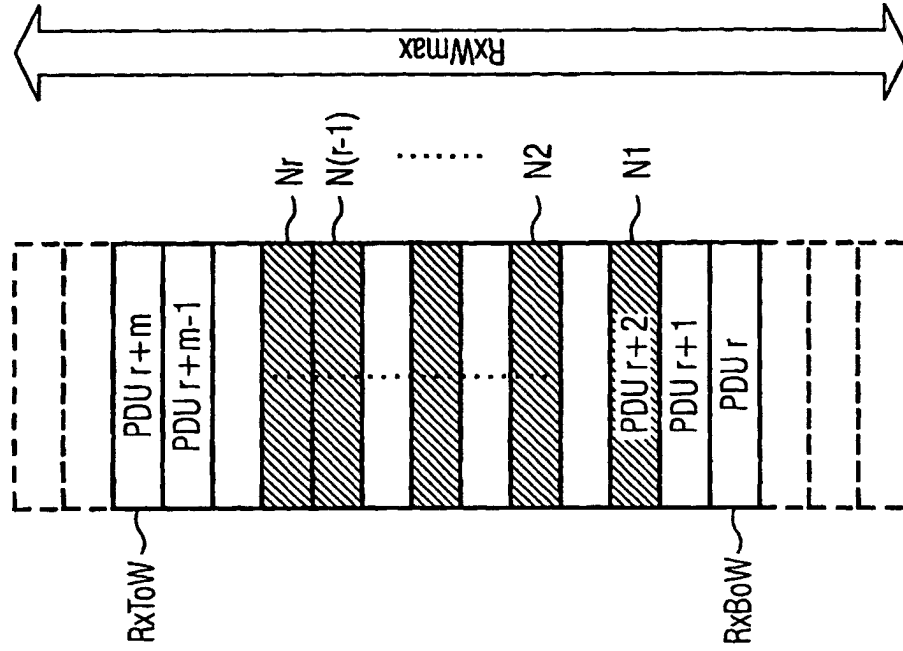 RxWmax
Nr
N(r-1)
.......
N2
N1
PDU r+m
PDU r+m-1
PDU r+2
PDU r+1
PDU r
RxToW
RxBoW